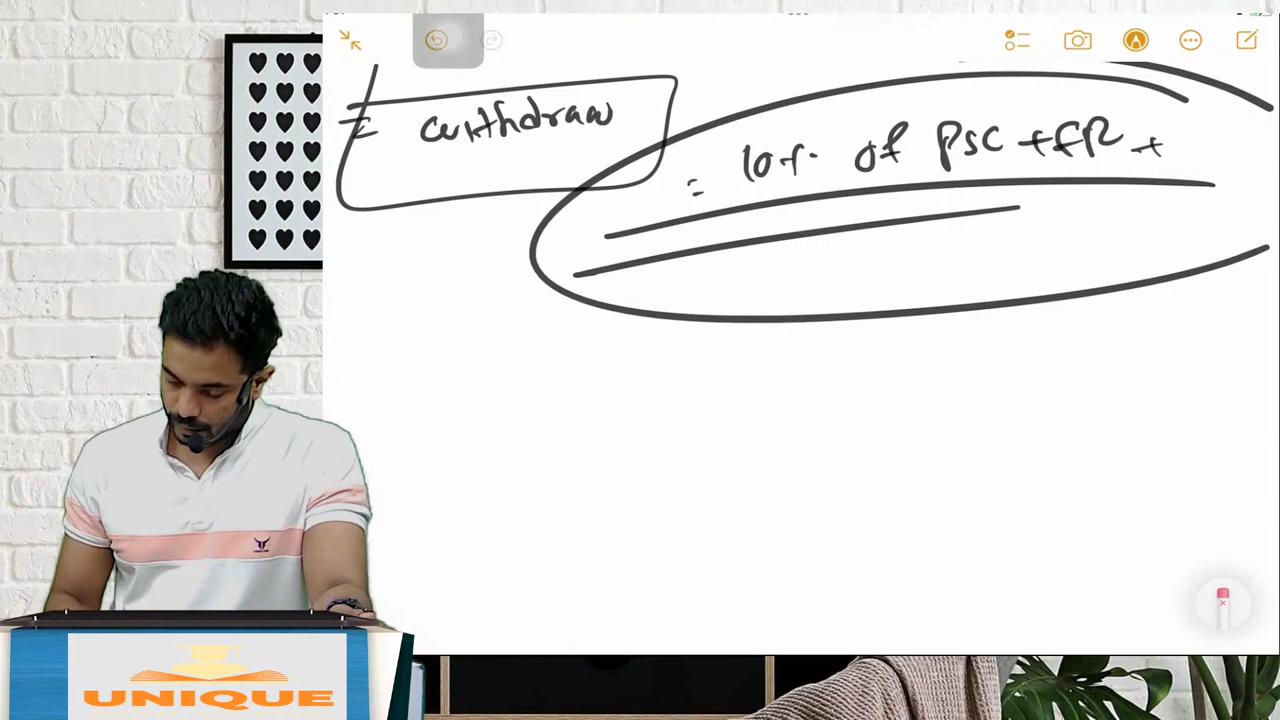 withdraw
= 10% of PSC + FR +
UNIQUE